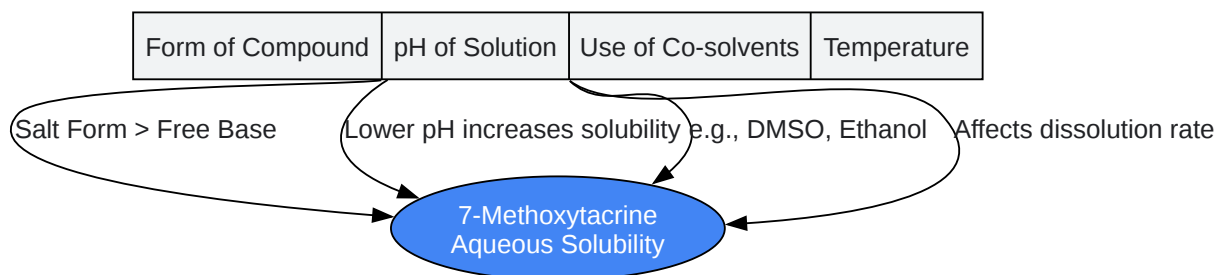 Form of Compound
pH of Solution
Use of Co-solvents
Temperature
Salt Form > Free Base
Lower pH increases solubility
e.g., DMSO, Ethanol
Affects dissolution rate
7-Methoxytacrine
Aqueous Solubility